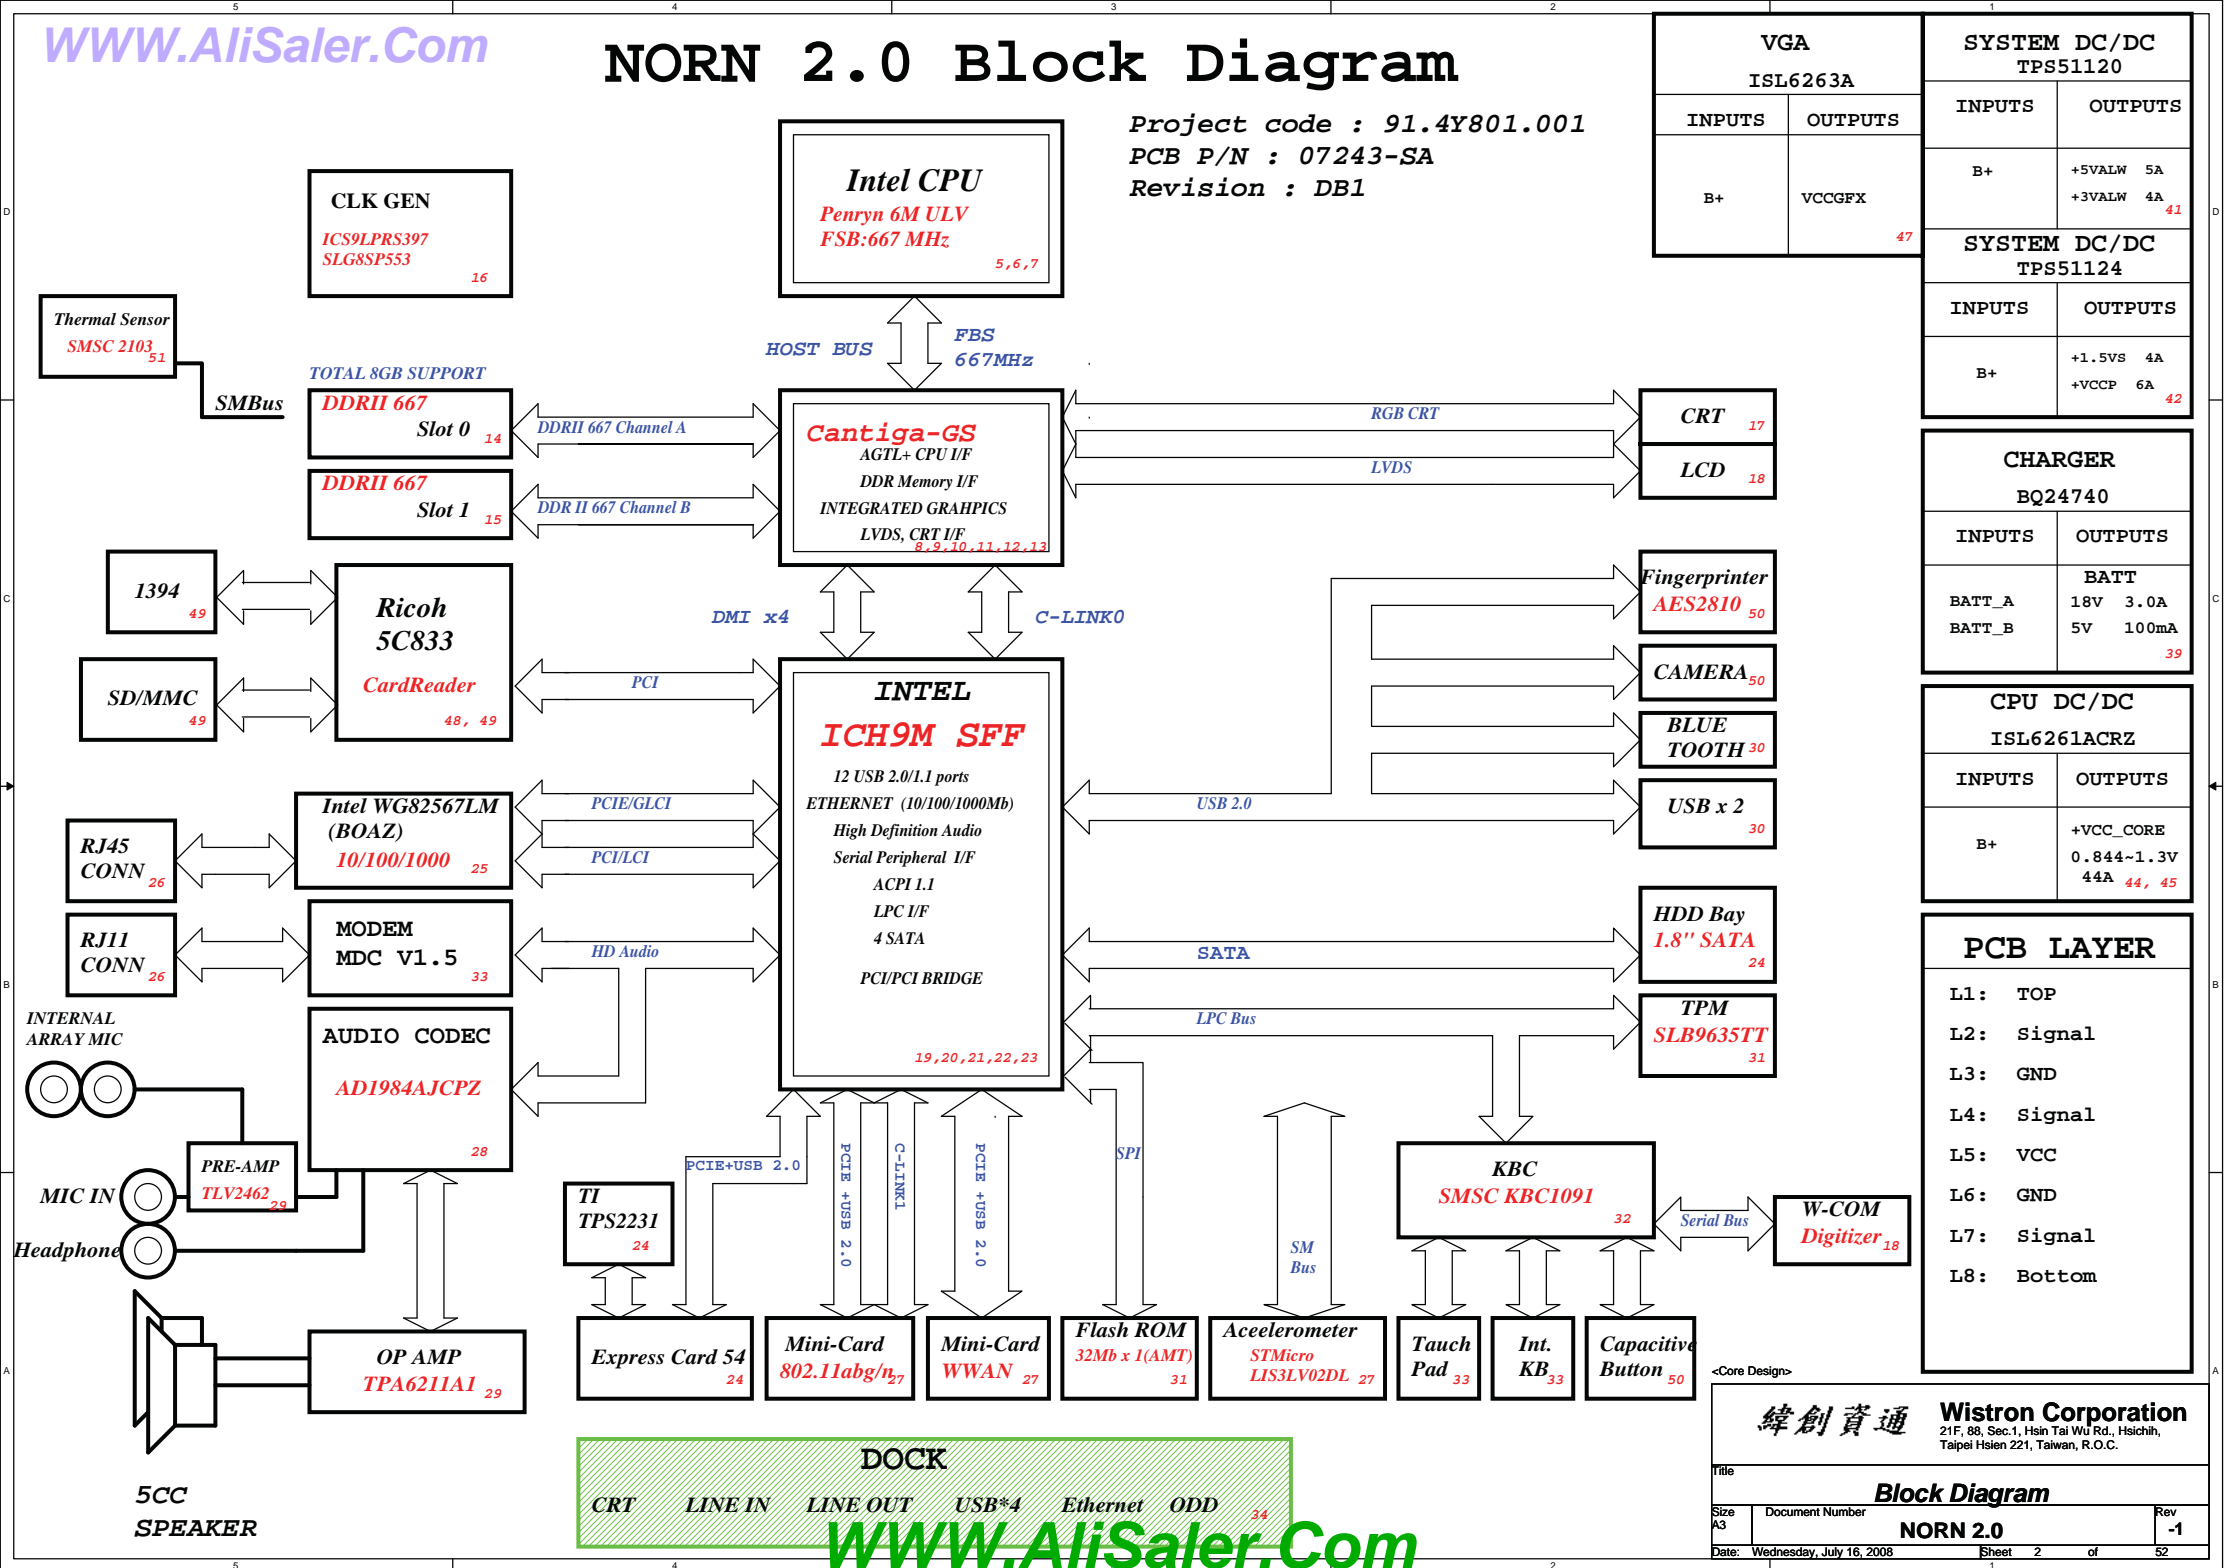 WWW.AliSaler.Com
NORN 2.0 Block Diagram
Project code : 91.4Y801.001
PCB P/N : 07243-SA
Revision : DB1
CLK GEN
ICS9LPRS397
SLG8SP553
16
Intel CPU
Penryn 6M ULV
FSB:667 MHz
5,6,7
Thermal Sensor
SMSC 2103
51
SMBus
HOST BUS
FBS
667MHz
TOTAL 8GB SUPPORT
DDRII 667
Slot 0
14
DDRII 667 Channel A
DDRII 667
Slot 1
15
DDR II 667 Channel B
Cantiga-GS
AGTL+ CPU I/F
DDR Memory I/F
INTEGRATED GRAHPICS
LVDS, CRT I/F
8,9,10,11,12,13
RGB CRT
CRT
17
LVDS
LCD
18
DMI x4
C-LINK0
1394
49
SD/MMC
49
Ricoh
5C833
CardReader
48, 49
PCI
INTEL
ICH9M SFF
12 USB 2.0/1.1 ports
ETHERNET (10/100/1000Mb)
High Definition Audio
Serial Peripheral I/F
ACPI 1.1
LPC I/F
4 SATA
PCI/PCI BRIDGE
19,20,21,22,23
Fingerprinter
AES2810
50
CAMERA
50
BLUE
TOOTH
30
USB 2.0
USB x 2
30
RJ45
CONN
26
Intel WG82567LM
(BOAZ)
10/100/1000
25
PCIE/GLCI
PCI/LCI
RJ11
CONN
26
MODEM
MDC V1.5
33
HD Audio
SATA
HDD Bay
1.8" SATA
24
LPC Bus
TPM
SLB9635TT
31
INTERNAL
ARRAY MIC
AUDIO CODEC
AD1984AJCPZ
28
PRE-AMP
TLV2462
29
MIC IN
Headphone
OP AMP
TPA6211A1
29
5CC
SPEAKER
TI
TPS2231
24
PCIE+USB 2.0
PCIE +USB 2.0
C-LINK1
PCIE +USB 2.0
SPI
SM
Bus
KBC
SMSC KBC1091
32
Serial Bus
W-COM
Digitizer
18
Express Card 54
24
Mini-Card
802.11abg/n
27
Mini-Card
WWAN
27
Flash ROM
32Mb x 1(AMT)
31
Aceelerometer
STMicro
LIS3LV02DL
27
Tauch
Pad
33
Int.
KB
33
Capacitive
Button
50
DOCK
CRT LINE IN LINE OUT USB*4 Ethernet ODD
34
WWW.AliSaler.Com
VGA
ISL6263A
INPUTS OUTPUTS
B+ VCCGFX
47
SYSTEM DC/DC
TPS51120
INPUTS OUTPUTS
B+ +5VALW 5A
+3VALW 4A
41
SYSTEM DC/DC
TPS51124
INPUTS OUTPUTS
B+ +1.5VS 4A
+VCCP 6A
42
CHARGER
BQ24740
INPUTS OUTPUTS
BATT
BATT_A 18V 3.0A
BATT_B 5V 100mA
39
CPU DC/DC
ISL6261ACRZ
INPUTS OUTPUTS
B+ +VCC_CORE
0.844~1.3V
44A
44, 45
PCB LAYER
L1: TOP
L2: Signal
L3: GND
L4: Signal
L5: VCC
L6: GND
L7: Signal
L8: Bottom
<Core Design>
緯創資通
Wistron Corporation
21F, 88, Sec.1, Hsin Tai Wu Rd., Hsichih,
Taipei Hsien 221, Taiwan, R.O.C.
Title
Block Diagram
Size
A3
Document Number
NORN 2.0
Rev
-1
Date: Wednesday, July 16, 2008 Sheet 2 of 52
5 4 3 2 1
5 4 2 1
D C B A
D C B A